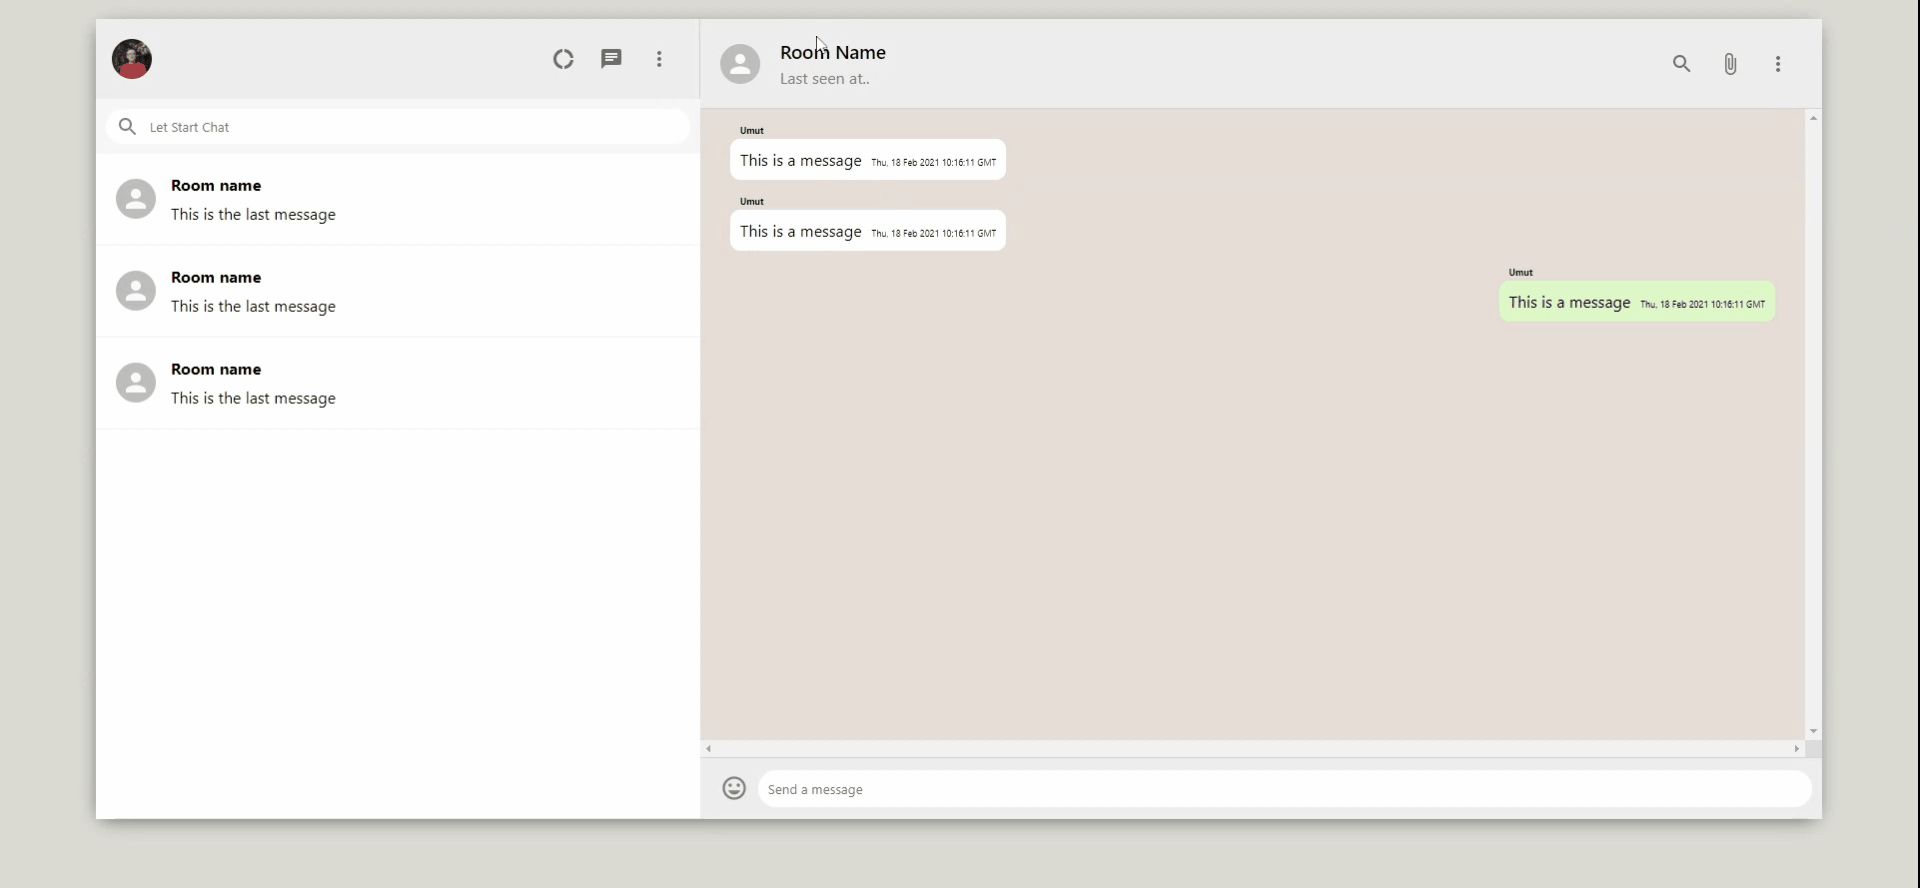 Let Start Chat
Room name
This is the last message
Room name
This is the last message
Room name
This is the last message
Room Name
Last seen at..
Umut
This is a message Thu, 18 Feb 2021 10:16:11 GMT
Umut
This is a message Thu, 18 Feb 2021 10:16:11 GMT
Umut
This is a message Thu, 18 Feb 2021 10:16:11 GMT
Send a message